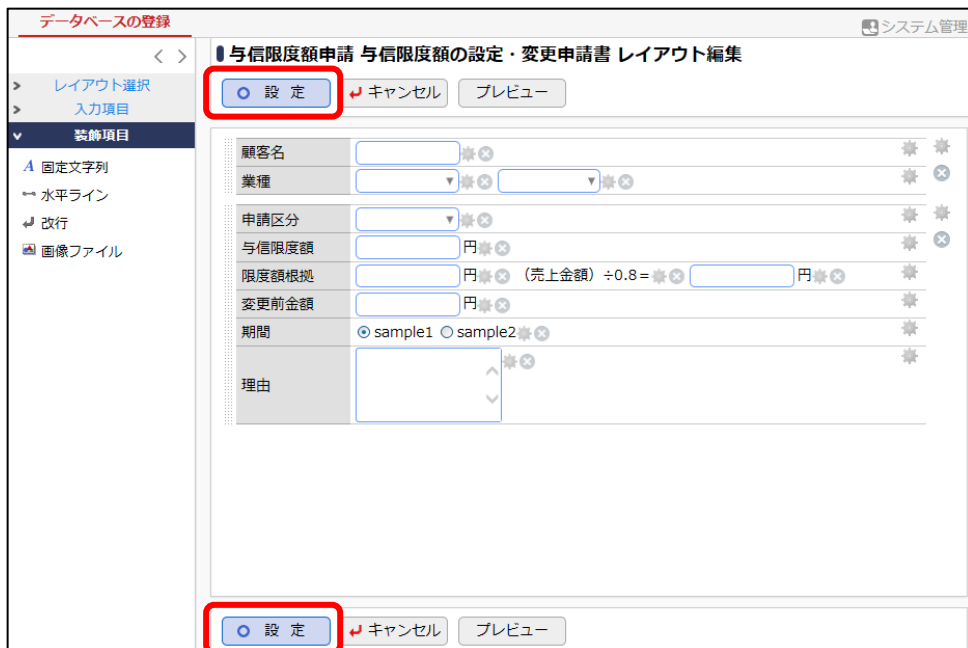 データベースの登録
システム管理
与信限度額申請 与信限度額の設定・変更申請書 レイアウト編集
レイアウト選択
入力項目
装飾項目
A 固定文字列
水平ライン
改行
画像ファイル
設 定 キャンセル プレビュー
顧客名
業種
申請区分
与信限度額 円
限度額根拠 円 （売上金額）÷0.8= 円
変更前金額 円
期間 sample1 sample2
理由
設 定 キャンセル プレビュー